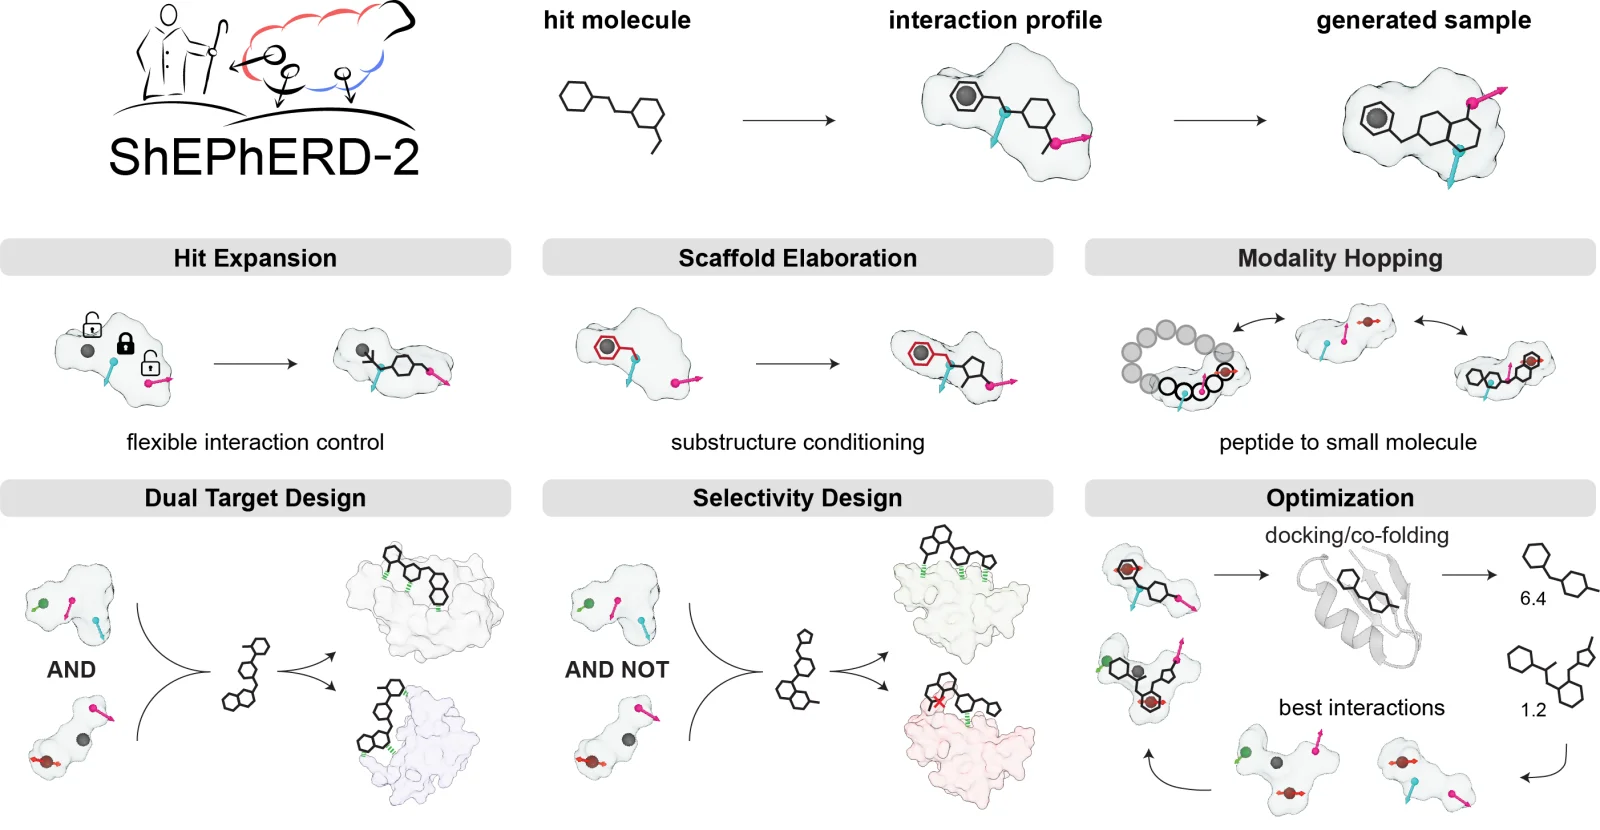 ShEPhERD-2
hit molecule
interaction profile
generated sample
Hit Expansion
Scaffold Elaboration
Modality Hopping
flexible interaction control
substructure conditioning
peptide to small molecule
Dual Target Design
Selectivity Design
Optimization
AND
AND NOT
docking/co-folding
6.4
1.2
best interactions